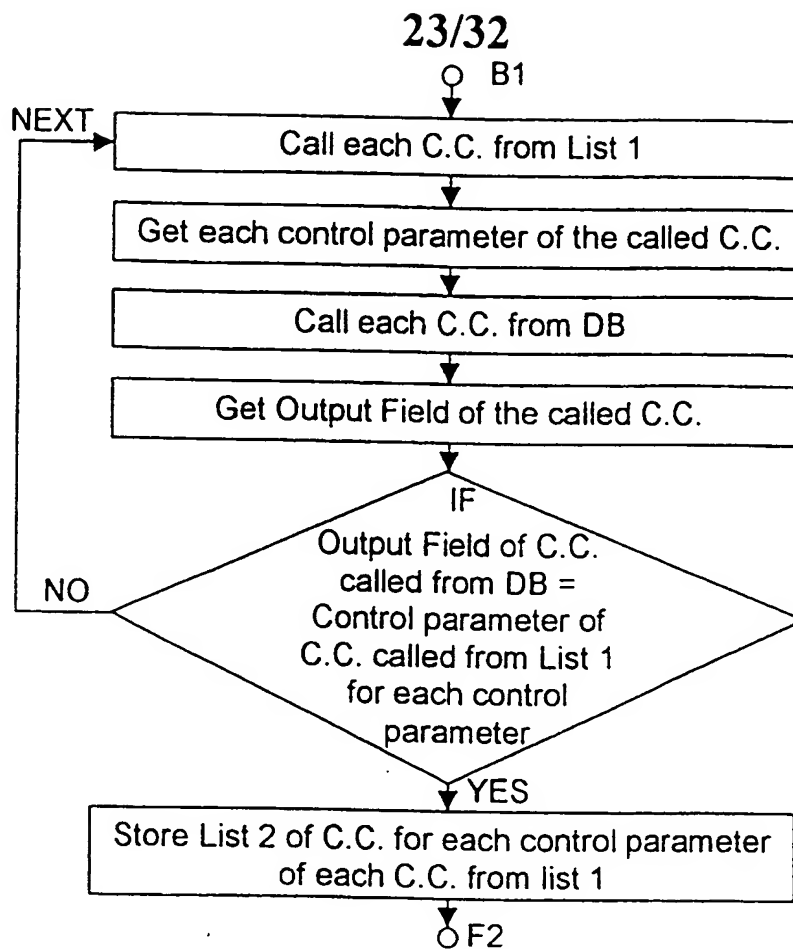 23/32
B1
NEXT
Call each C.C. from List 1
Get each control parameter of the called C.C.
Call each C.C. from DB
Get Output Field of the called C.C.
IF
Output Field of C.C.
called from DB =
Control parameter of
C.C. called from List 1
for each control
parameter
NO
YES
Store List 2 of C.C. for each control parameter
of each C.C. from list 1
F2